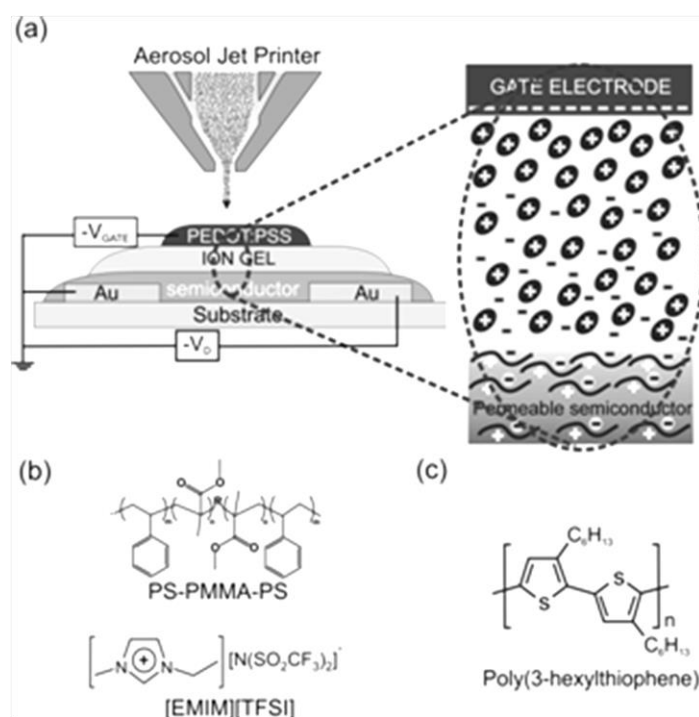 (a)
Aerosol Jet Printer
GATE ELECTRODE
-V_GATE
PEDOT:PSS
ION GEL
Au
semiconductor
Au
Substrate
-V_D
Permeable semiconductor
(b)
PS-PMMA-PS
[N(SO₂CF₃)₂]⁻
[EMIM][TFSI]
(c)
C₆H₁₃
S
S
n
C₆H₁₃
Poly(3-hexylthiophene)